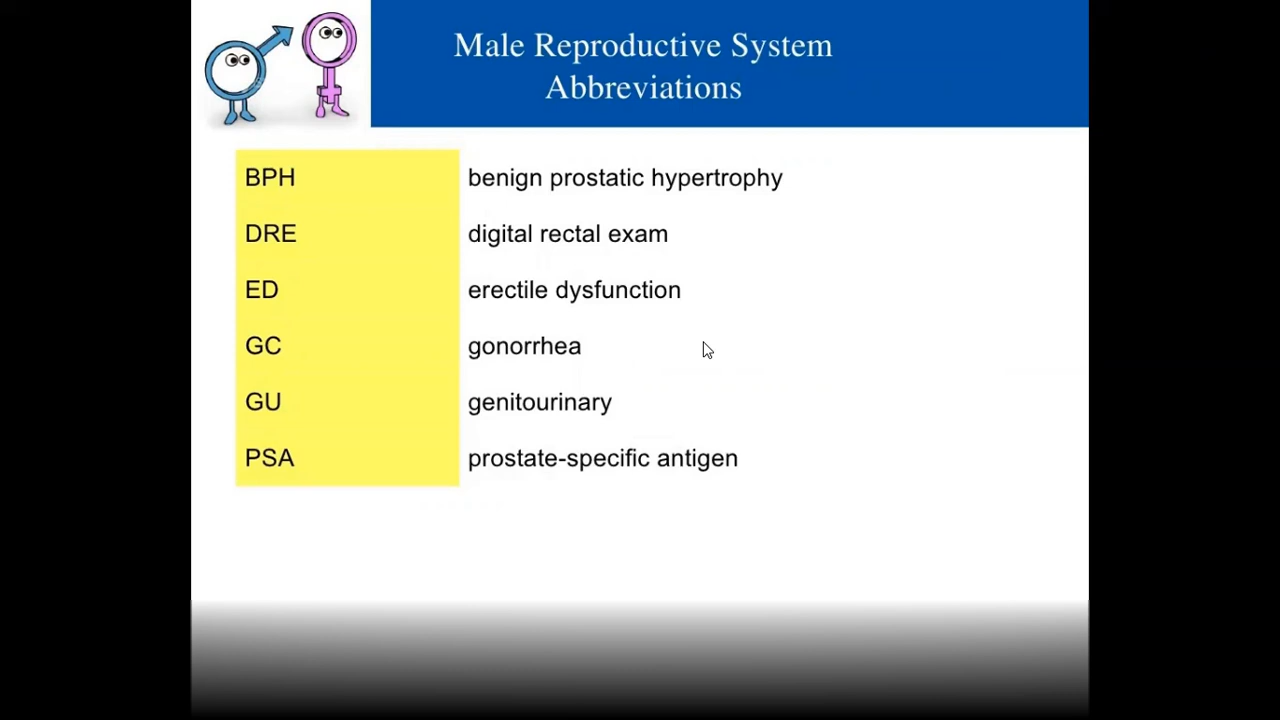 Male Reproductive System
Abbreviations
BPH benign prostatic hypertrophy
DRE digital rectal exam
ED erectile dysfunction
GC gonorrhea
GU genitourinary
PSA prostate-specific antigen